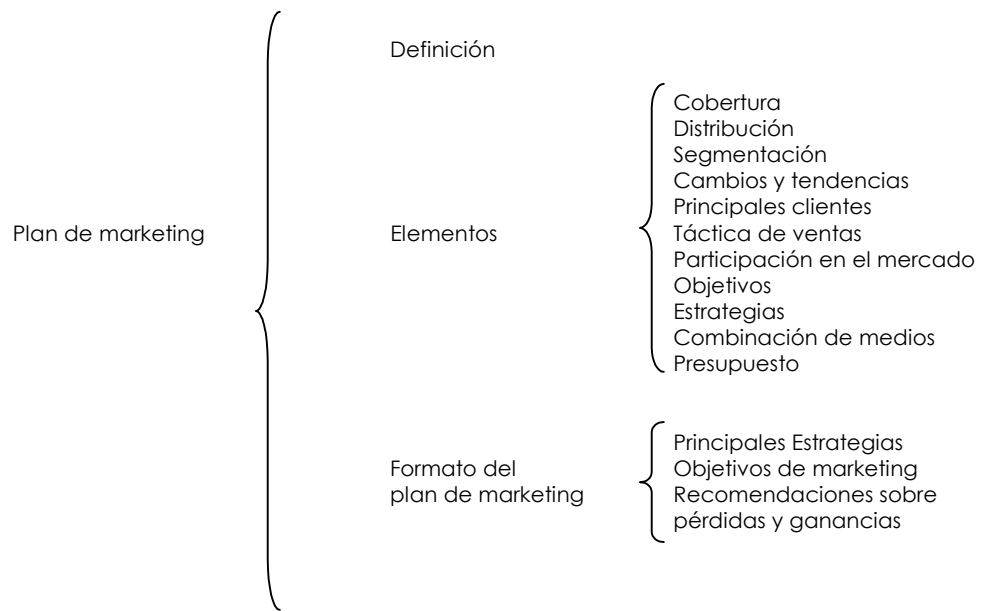 Definición
Cobertura
Distribución
Segmentación
Cambios y tendencias
Principales clientes
Plan de marketing
Elementos
Táctica de ventas
Participación en el mercado
Objetivos
Estrategias
Combinación de medios
Presupuesto
Formato del
plan de marketing
Principales Estrategias
Objetivos de marketing
Recomendaciones sobre
pérdidas y ganancias